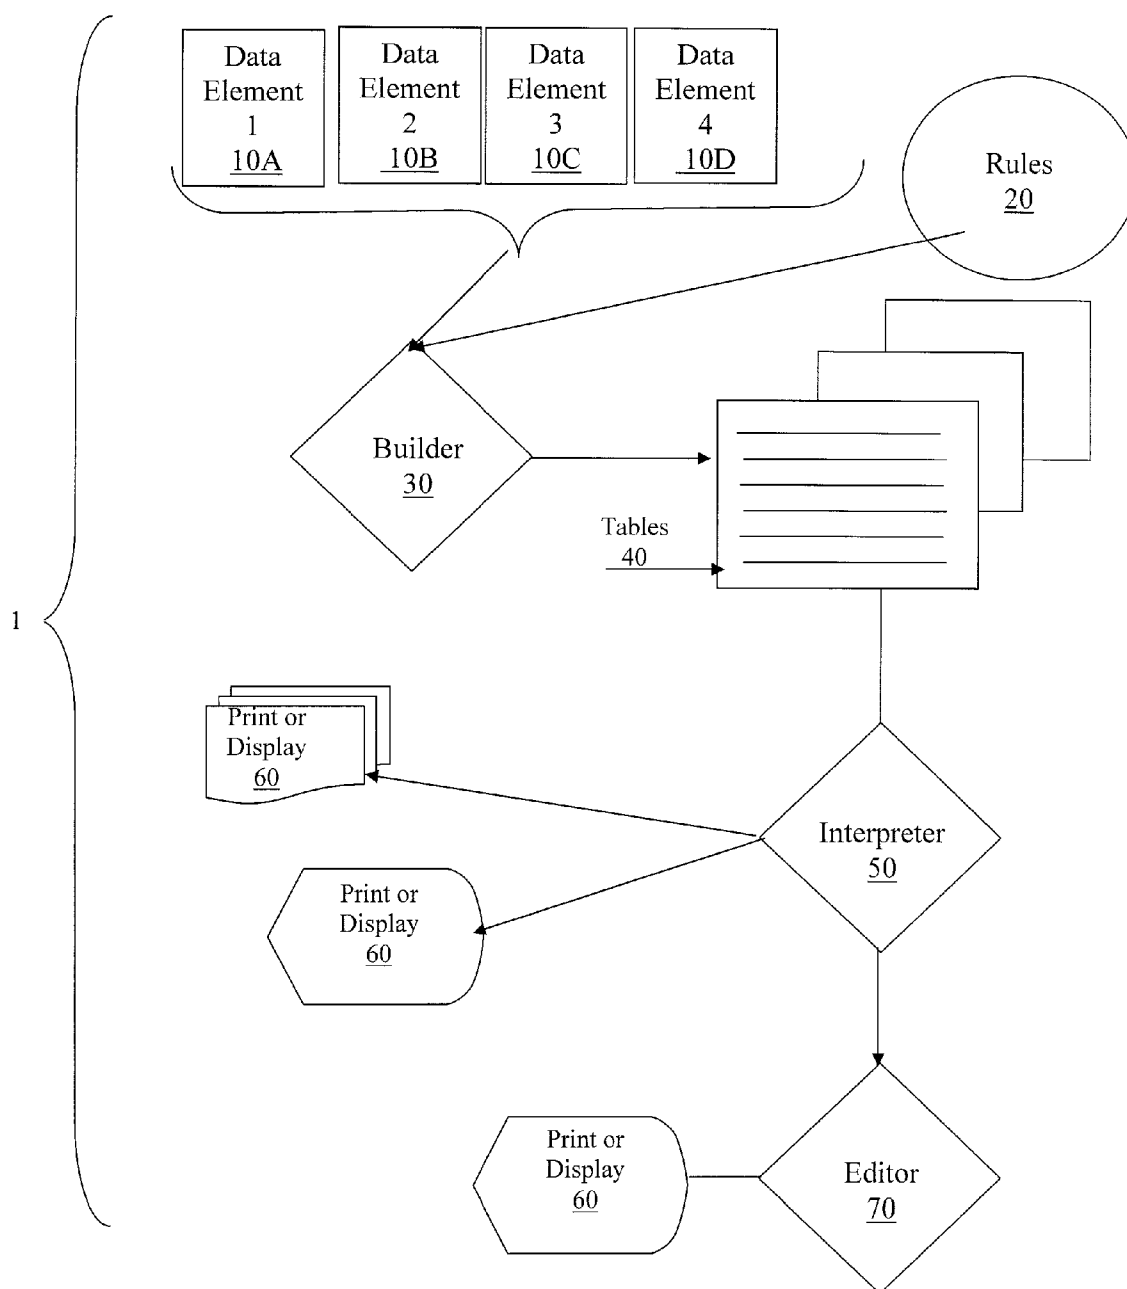 Data
Element
1
10A
Data
Element
2
10B
Data
Element
3
10C
Data
Element
4
10D
Rules
20
Builder
30
Tables
40
1
Print or
Display
60
Interpreter
50
Print or
Display
60
Print or
Display
60
Editor
70